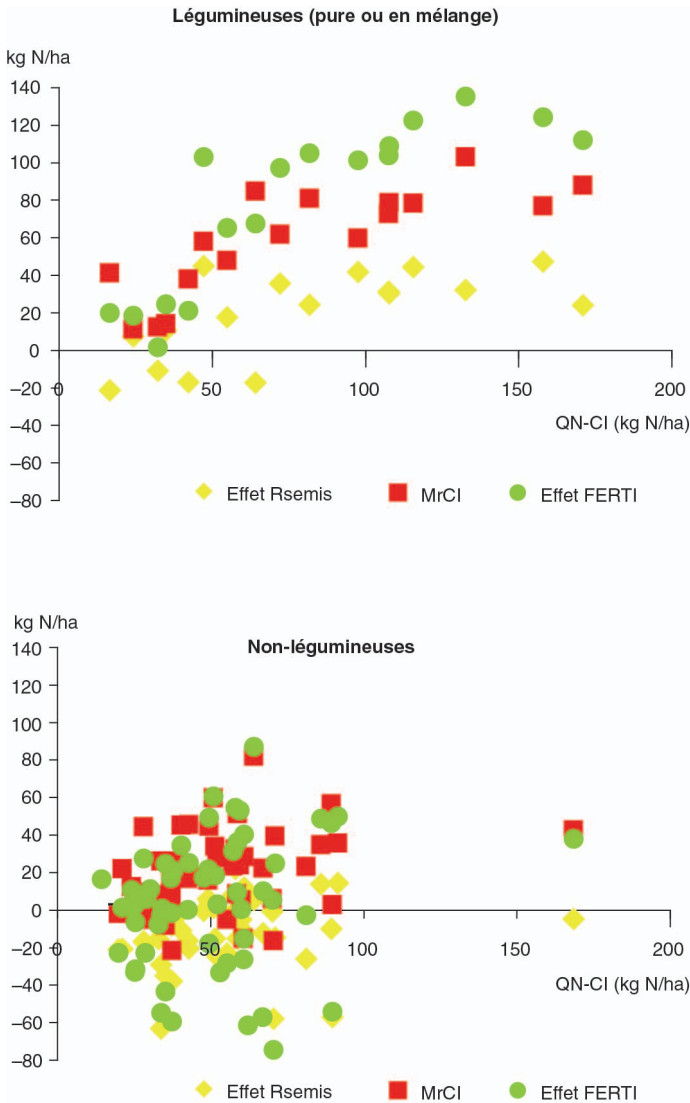 Légumineuses (pure ou en mélange)
kg N/ha
140
120
100
80
60
40
20
0
–20
–40
–60
–80
0 50 100 150 200
QN-CI (kg N/ha)
Effet Rsemis MrCI Effet FERTI
kg N/ha
Non-légumineuses
140
120
100
80
60
40
20
0
–20
–40
–60
–80
0 50 100 150 200
QN-CI (kg N/ha)
Effet Rsemis MrCI Effet FERTI